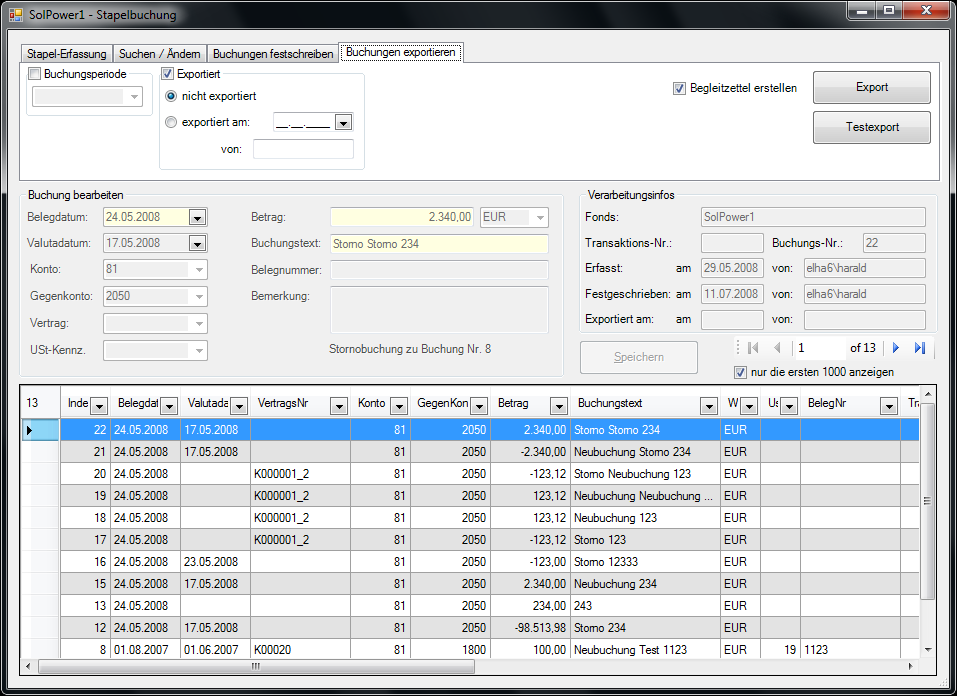 SolPower1 - Stapelbuchung
Stapel-Erfassung Suchen / Ändern Buchungen festschreiben Buchungen exportieren
Buchungsperiode Exportiert
nicht exportiert
exportiert am: __.__.____
von:
Begleitzettel erstellen Export
Testexport
Buchung bearbeiten
Belegdatum: 24.05.2008 Betrag: 2.340,00 EUR
Valutadatum: 17.05.2008 Buchungstext: Storno Storno 234
Konto: 81 Belegnummer:
Gegenkonto: 2050 Bemerkung:
Vertrag:
USt-Kennz. Stornobuchung zu Buchung Nr. 8
Verarbeitungsinfos
Fonds: SolPower1
Transaktions-Nr.: Buchungs-Nr.: 22
Erfasst: am 29.05.2008 von: elha6\harald
Festgeschrieben: am 11.07.2008 von: elha6\harald
Exportiert am: am von:
Speichern 1 of 13
nur die ersten 1000 anzeigen
13 Inde Belegdat Valutada VertragsNr Konto GegenKon Betrag Buchungstext W Us BelegNr Tra
22 24.05.2008 17.05.2008 81 2050 2.340,00 Storno Storno 234 EUR
21 24.05.2008 17.05.2008 81 2050 -2.340,00 Neubuchung Storno 234 EUR
20 24.05.2008 K000001_2 81 2050 -123,12 Storno Neubuchung 123 EUR
19 24.05.2008 K000001_2 81 2050 123,12 Neubuchung Neubuchung ... EUR
18 24.05.2008 K000001_2 81 2050 123,12 Neubuchung 123 EUR
17 24.05.2008 K000001_2 81 2050 -123,12 Storno 123 EUR
16 24.05.2008 23.05.2008 81 2050 -123,00 Storno 12333 EUR
15 24.05.2008 17.05.2008 81 2050 2.340,00 Neubuchung 234 EUR
13 24.05.2008 81 2050 234,00 243 EUR
12 24.05.2008 17.05.2008 81 2050 -98.513,98 Storno 234 EUR
8 01.08.2007 01.06.2007 K00020 81 1800 100,00 Neubuchung Test 1123 EUR 19 1123